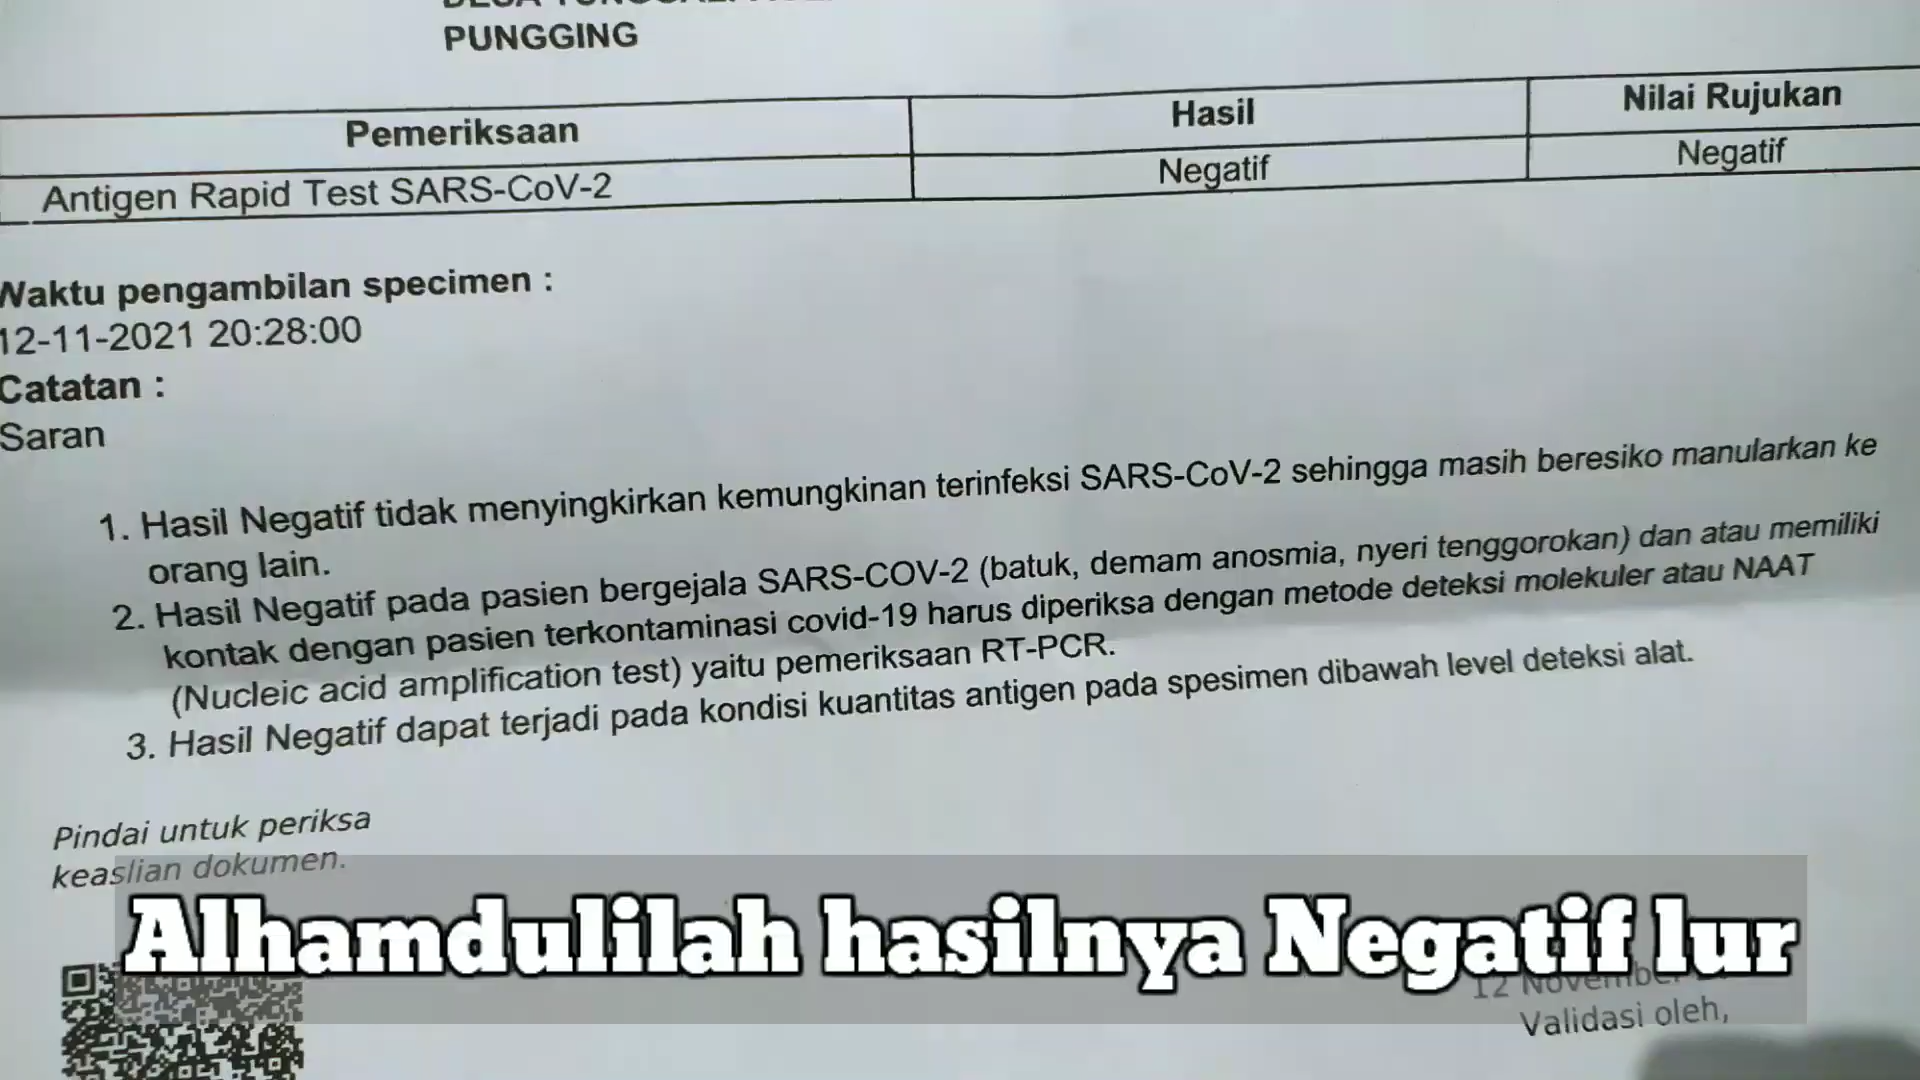 PUNGGING
Pemeriksaan Hasil Nilai Rujukan
Antigen Rapid Test SARS-CoV-2 Negatif Negatif
Waktu pengambilan specimen :
12-11-2021 20:28:00
Catatan :
Saran
1. Hasil Negatif tidak menyingkirkan kemungkinan terinfeksi SARS-CoV-2 sehingga masih beresiko manularkan ke
orang lain.
2. Hasil Negatif pada pasien bergejala SARS-COV-2 (batuk, demam anosmia, nyeri tenggorokan) dan atau memiliki
kontak dengan pasien terkontaminasi covid-19 harus diperiksa dengan metode deteksi molekuler atau NAAT
(Nucleic acid amplification test) yaitu pemeriksaan RT-PCR.
3. Hasil Negatif dapat terjadi pada kondisi kuantitas antigen pada spesimen dibawah level deteksi alat.
Pindai untuk periksa
keaslian dokumen.
Alhamdulilah hasilnya Negatif lur
12 November
Validasi oleh,